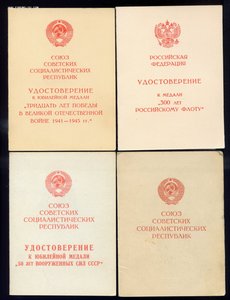 СОЮЗ
СОВЕТСКИХ
СОЦИАЛИСТИЧЕСКИХ
РЕСПУБЛИК
УДОСТОВЕРЕНИЕ
К ЮБИЛЕЙНОЙ МЕДАЛИ
"ТРИДЦАТЬ ЛЕТ ПОБЕДЫ
В ВЕЛИКОЙ ОТЕЧЕСТВЕННОЙ
ВОЙНЕ 1941—1945 гг."
РОССИЙСКАЯ
ФЕДЕРАЦИЯ
УДОСТОВЕРЕНИЕ
К МЕДАЛИ
"300 ЛЕТ
РОССИЙСКОМУ ФЛОТУ"
СОЮЗ
СОВЕТСКИХ
СОЦИАЛИСТИЧЕСКИХ
РЕСПУБЛИК
УДОСТОВЕРЕНИЕ
К ЮБИЛЕЙНОЙ МЕДАЛИ
"50 ЛЕТ ВООРУЖЕННЫХ СИЛ СССР"
СОЮЗ
СОВЕТСКИХ
СОЦИАЛИСТИЧЕСКИХ
РЕСПУБЛИК